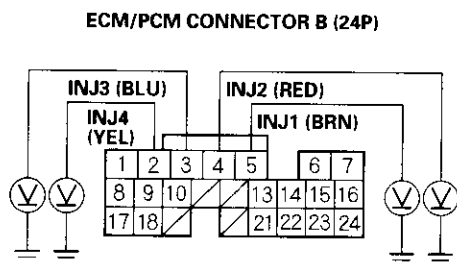 ECM/PCM CONNECTOR B (24P)
INJ3 (BLU) INJ2 (RED)
INJ4 (YEL) INJ1 (BRN)
1 2 3 4 5 6 7
V V 8 9 10 13 14 15 16 V V
17 18 21 22 23 24